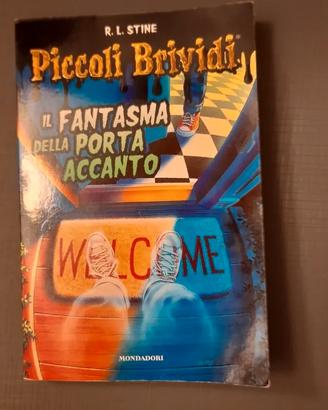 R. L. STINE
Piccoli Brividi
IL FANTASMA
DELLA PORTA
ACCANTO
WELCOME
MONDADORI